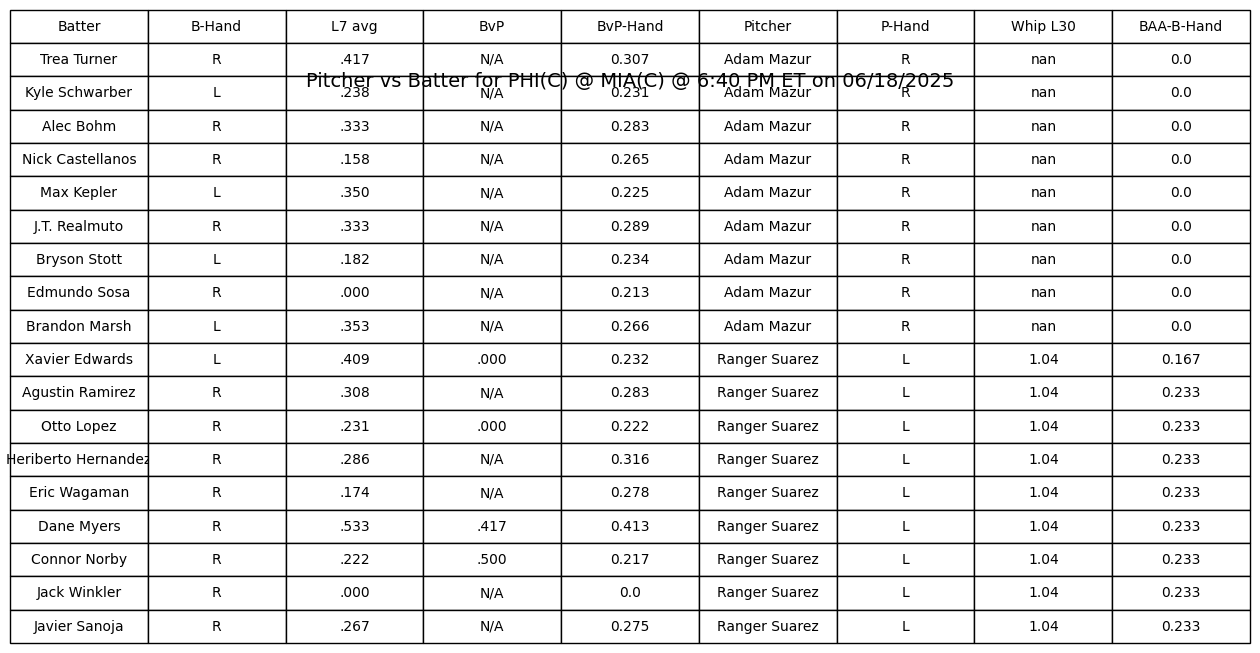 Batter B-Hand L7 avg BvP BvP-Hand Pitcher P-Hand Whip L30 BAA-B-Hand
Trea Turner R .417 N/A 0.307 Adam Mazur R nan 0.0
Pitcher vs Batter for PHI(C) @ MIA(C) @ 6:40 PM ET on 06/18/2025
Kyle Schwarber L .238 N/A 0.231 Adam Mazur R nan 0.0
Alec Bohm R .333 N/A 0.283 Adam Mazur R nan 0.0
Nick Castellanos R .158 N/A 0.265 Adam Mazur R nan 0.0
Max Kepler L .350 N/A 0.225 Adam Mazur R nan 0.0
J.T. Realmuto R .333 N/A 0.289 Adam Mazur R nan 0.0
Bryson Stott L .182 N/A 0.234 Adam Mazur R nan 0.0
Edmundo Sosa R .000 N/A 0.213 Adam Mazur R nan 0.0
Brandon Marsh L .353 N/A 0.266 Adam Mazur R nan 0.0
Xavier Edwards L .409 .000 0.232 Ranger Suarez L 1.04 0.167
Agustin Ramirez R .308 N/A 0.283 Ranger Suarez L 1.04 0.233
Otto Lopez R .231 .000 0.222 Ranger Suarez L 1.04 0.233
Heriberto Hernandez R .286 N/A 0.316 Ranger Suarez L 1.04 0.233
Eric Wagaman R .174 N/A 0.278 Ranger Suarez L 1.04 0.233
Dane Myers R .533 .417 0.413 Ranger Suarez L 1.04 0.233
Connor Norby R .222 .500 0.217 Ranger Suarez L 1.04 0.233
Jack Winkler R .000 N/A 0.0 Ranger Suarez L 1.04 0.233
Javier Sanoja R .267 N/A 0.275 Ranger Suarez L 1.04 0.233